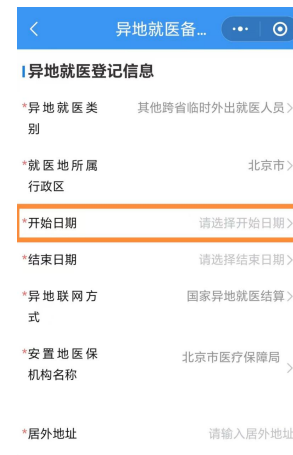 异地就医备...
异地就医登记信息
*异地就医类别 其他跨省临时外出就医人员
*就医地所属行政区 北京市
*开始日期 请选择开始日期
*结束日期 请选择结束日期
*异地联网方式 国家异地就医结算
*安置地医保机构名称 北京市医疗保障局
*居外地址 请输入居外地址